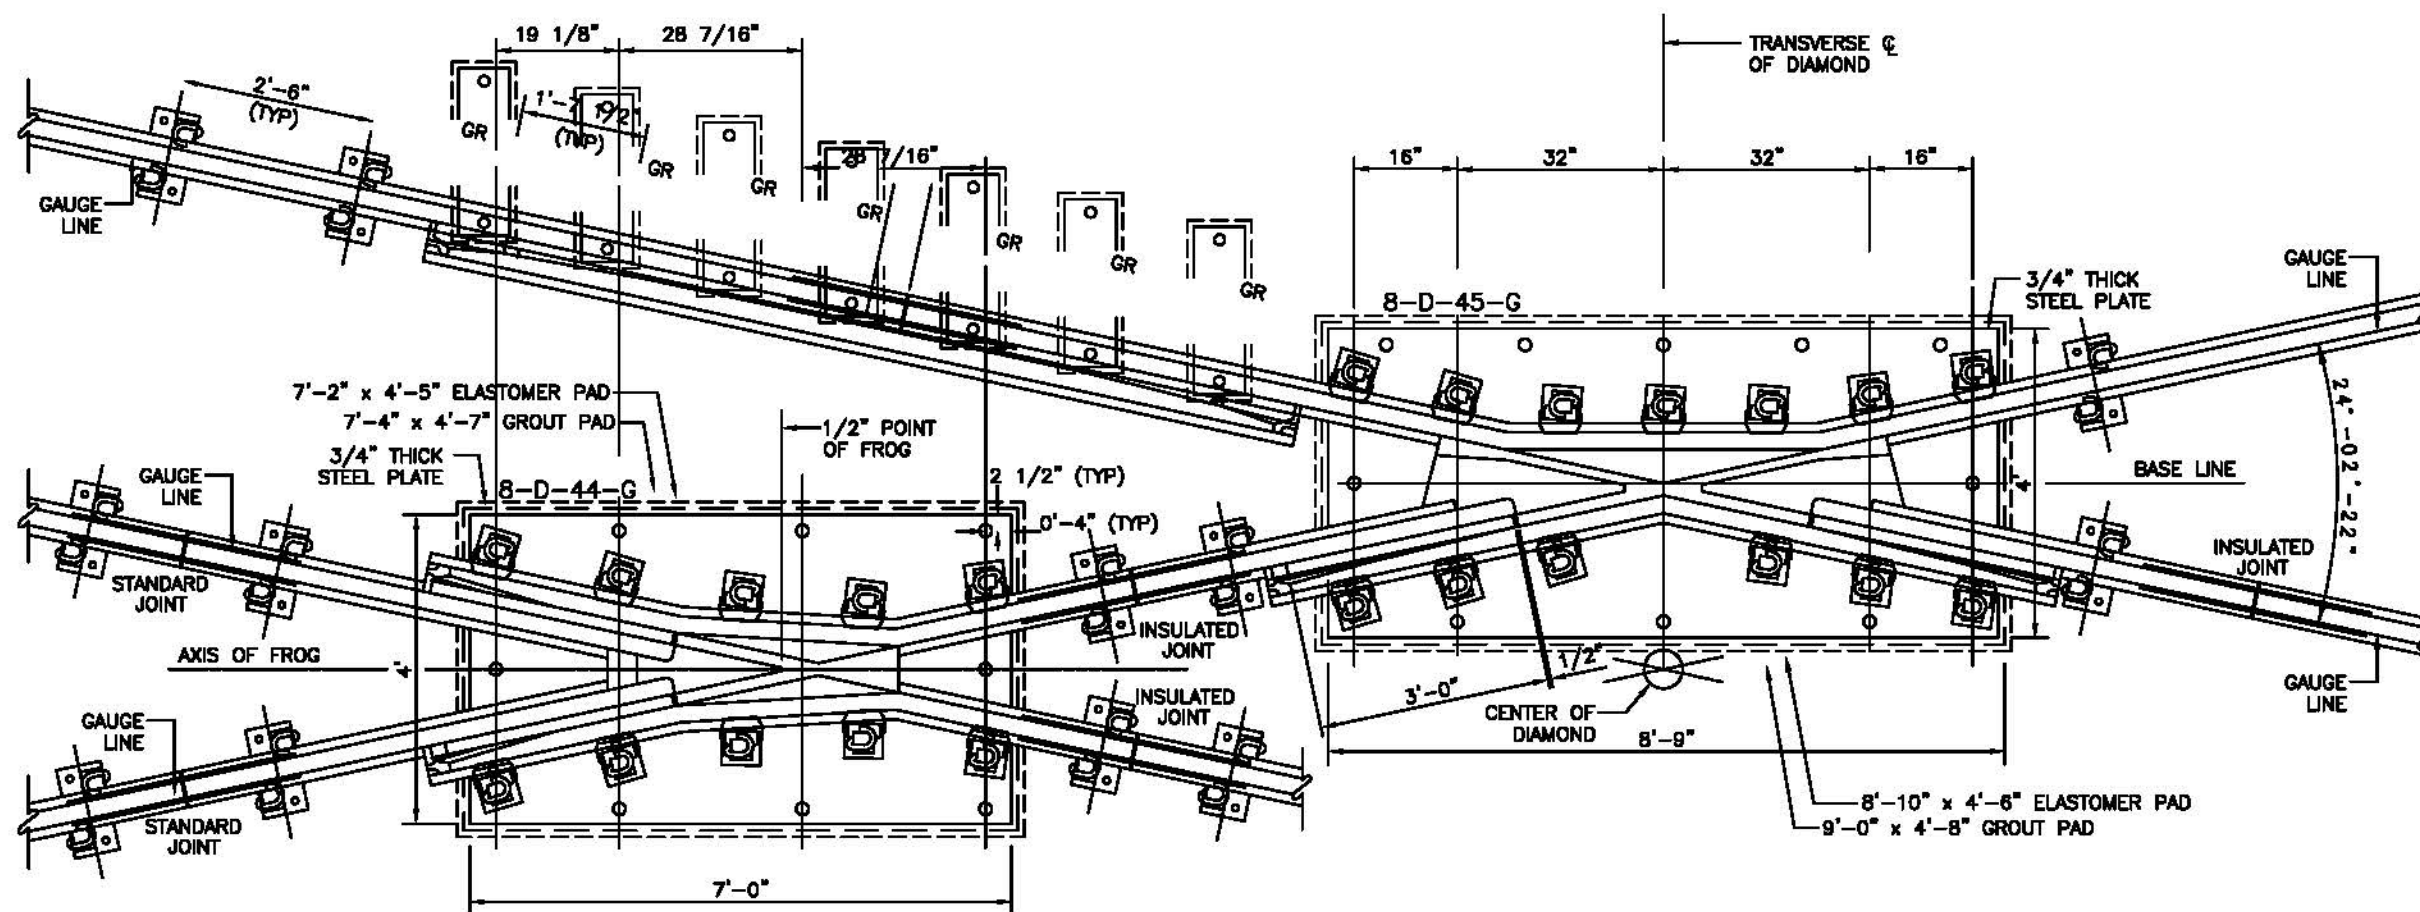 19 1/8"
28 7/16"
TRANSVERSE ℄
OF DIAMOND
2'-6"
(TYP)
1'-7 1/2"
(TYP)
GR
GR
GR
GR
GR
GR
GR
28 7/16"
16"
32"
32"
16"
GAUGE
LINE
GAUGE
LINE
3/4" THICK
STEEL PLATE
8-D-45-G
7'-2" x 4'-5" ELASTOMER PAD
7'-4" x 4'-7" GROUT PAD
1/2" POINT
OF FROG
3/4" THICK
STEEL PLATE
8-D-44-G
GAUGE
LINE
2 1/2" (TYP)
0'-4" (TYP)
BASE LINE
4'
24°-02'-22"
STANDARD
JOINT
INSULATED
JOINT
INSULATED
JOINT
AXIS OF FROG
4'
1/2"
3'-0"
INSULATED
JOINT
GAUGE
LINE
GAUGE
LINE
CENTER OF
DIAMOND
8'-9"
STANDARD
JOINT
8'-10" x 4'-6" ELASTOMER PAD
9'-0" x 4'-8" GROUT PAD
7'-0"